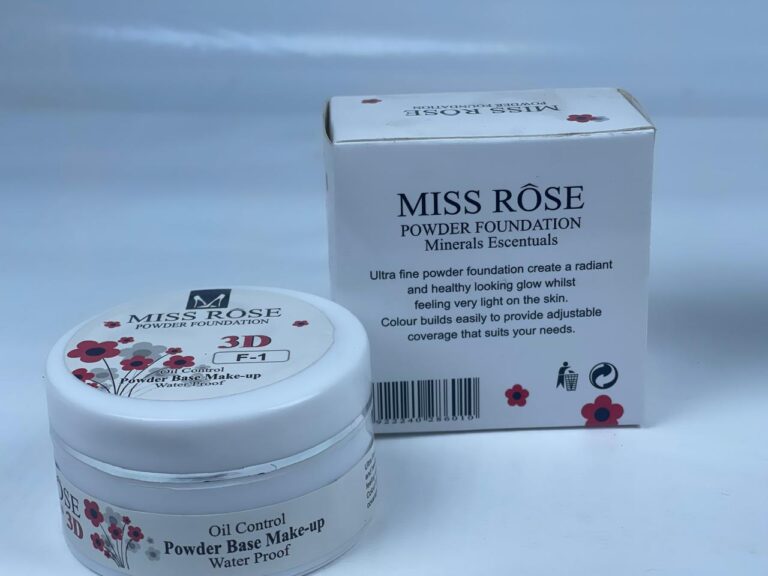 MISS ROSE
POWDER FOUNDATION
MISS RÔSE
POWDER FOUNDATION
Minerals Escentuals
Ultra fine powder foundation create a radiant
and healthy looking glow whilst
feeling very light on the skin.
Colour builds easily to provide adjustable
coverage that suits your needs.
MISS RÔSE
POWDER FOUNDATION
3D
F-1
Oil Control
Powder Base Make-up
Water Proof
3D
Oil Control
Powder Base Make-up
Water Proof